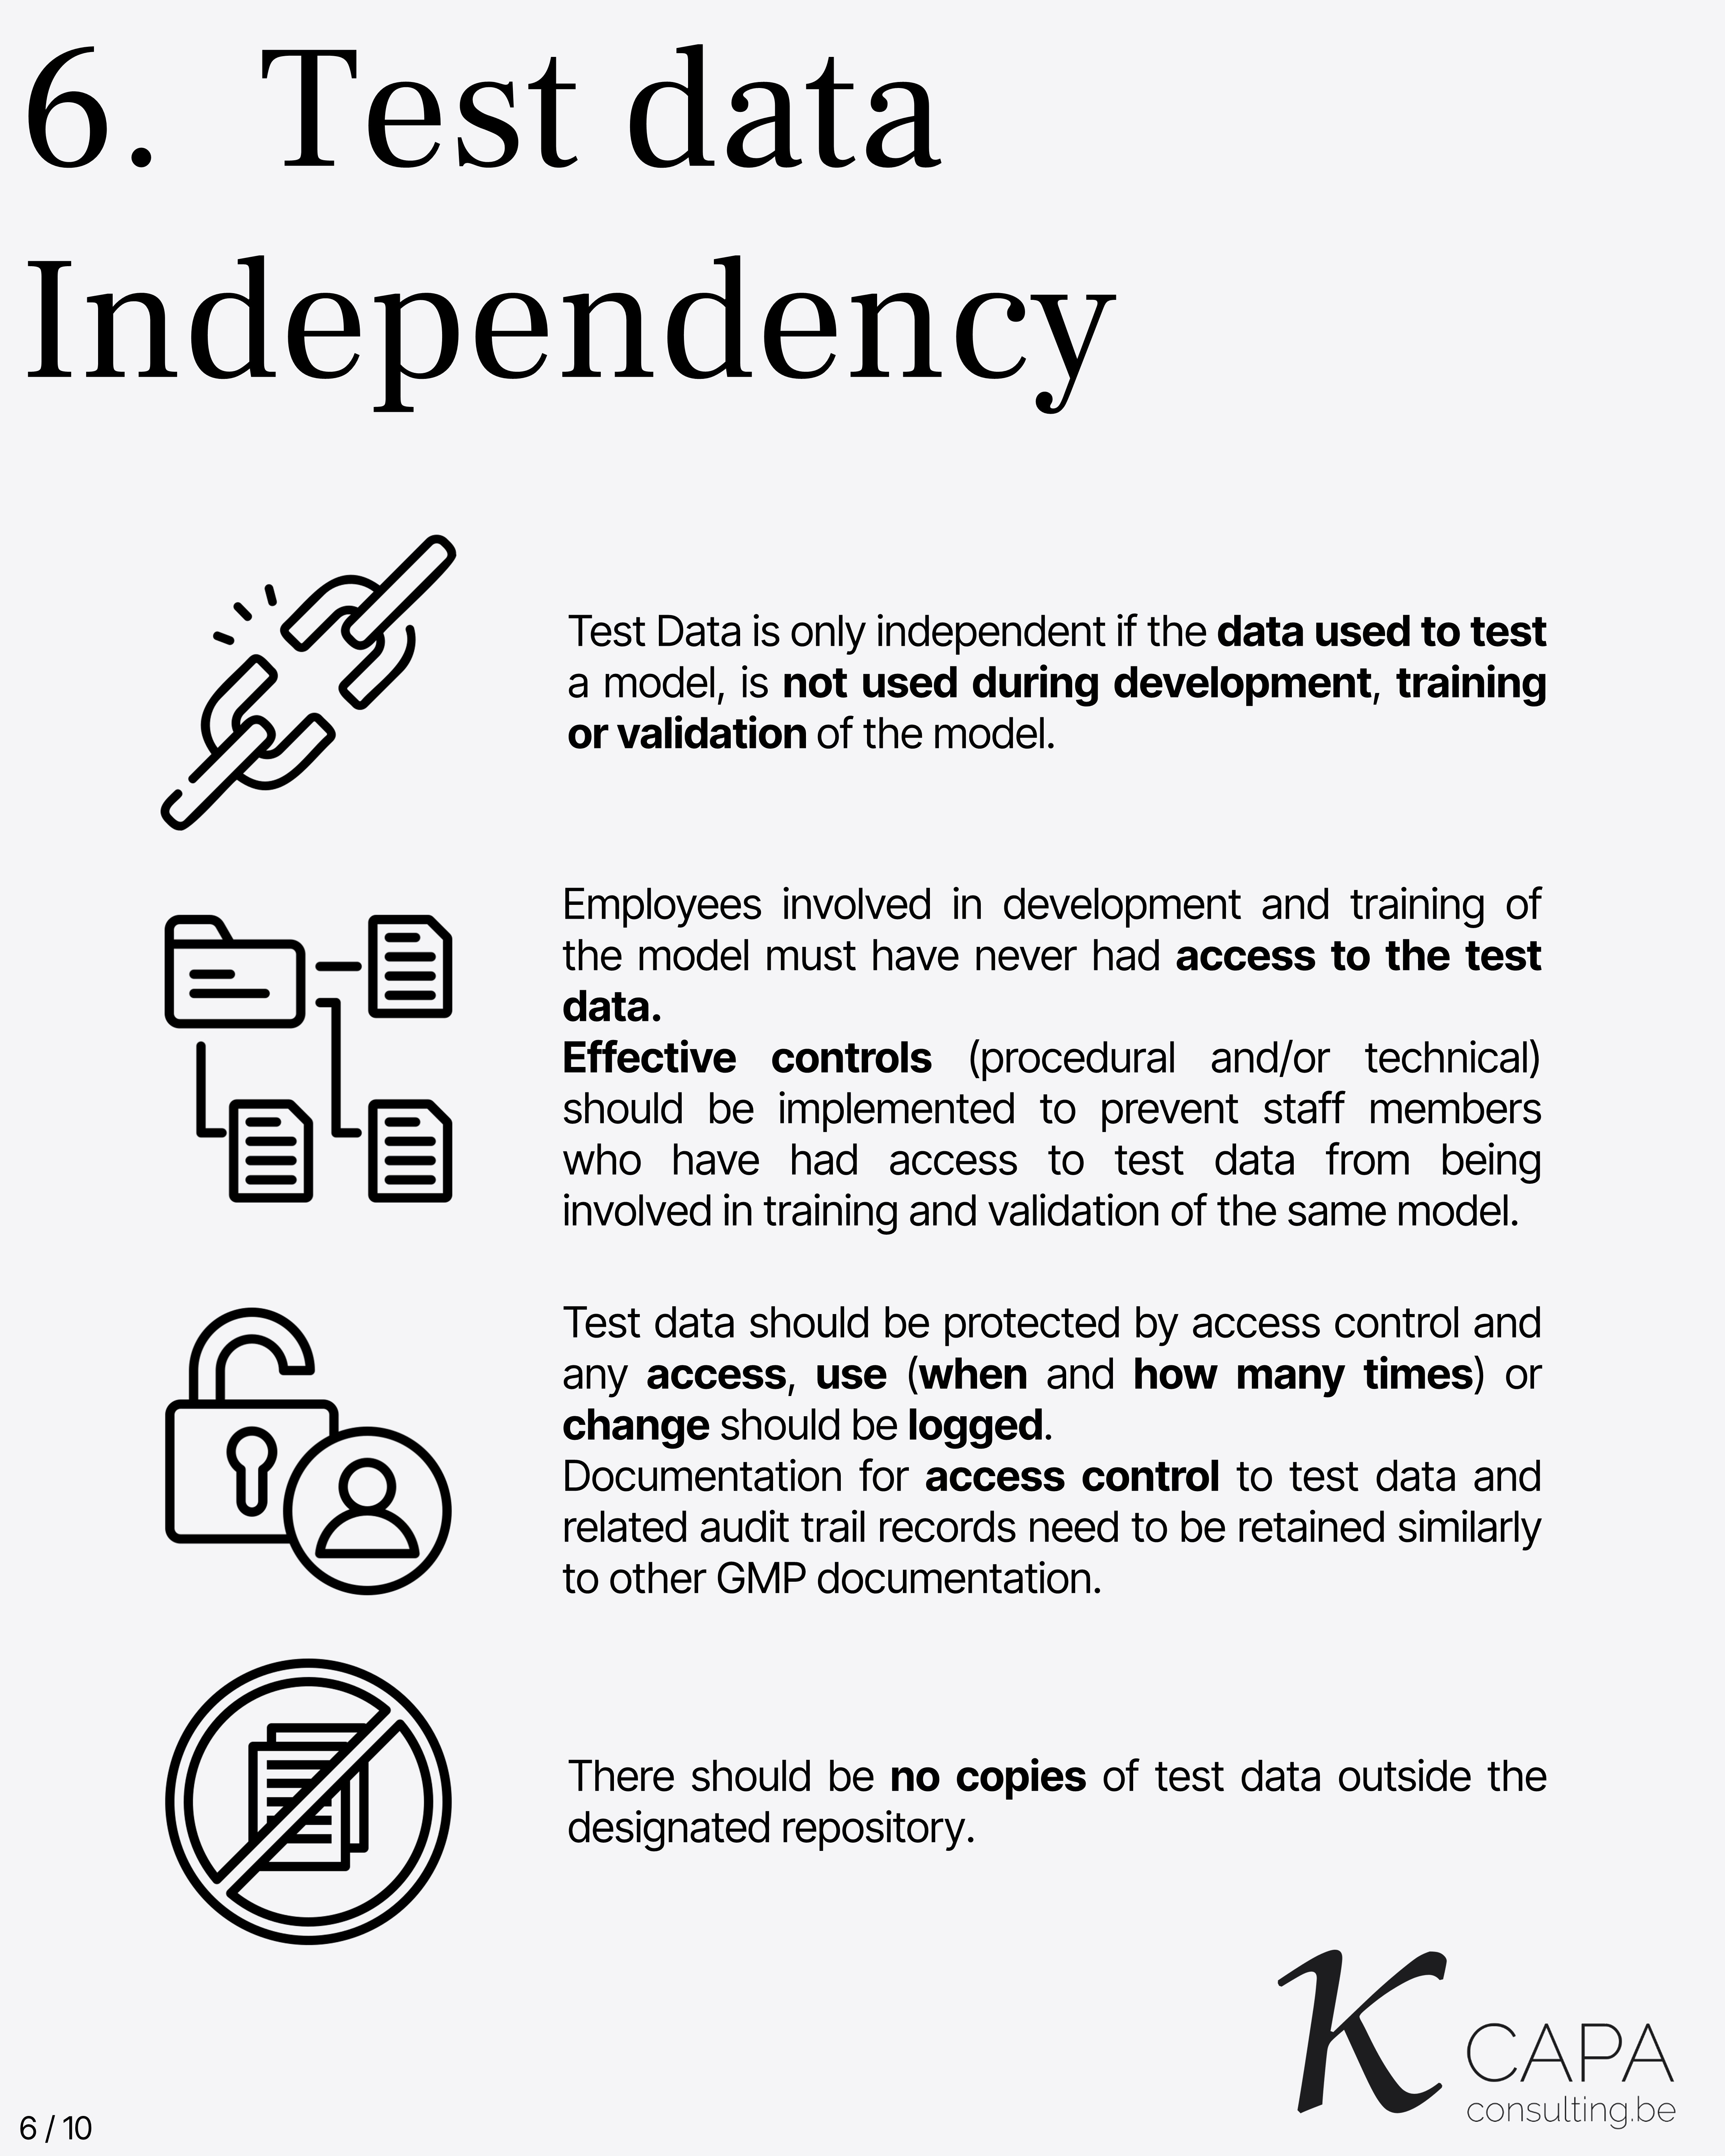 6. Test data
Independency
Test Data is only independent if the data used to test
a model, is not used during development, training
or validation of the model.
Employees involved in development and training of
the model must have never had access to the test
data.
Effective controls (procedural and/or technical)
should be implemented to prevent staff members
who have had access to test data from being
involved in training and validation of the same model.
Test data should be protected by access control and
any access, use (when and how many times) or
change should be logged.
Documentation for access control to test data and
related audit trail records need to be retained similarly
to other GMP documentation.
There should be no copies of test data outside the
designated repository.
K CAPA
consulting.be
6 / 10